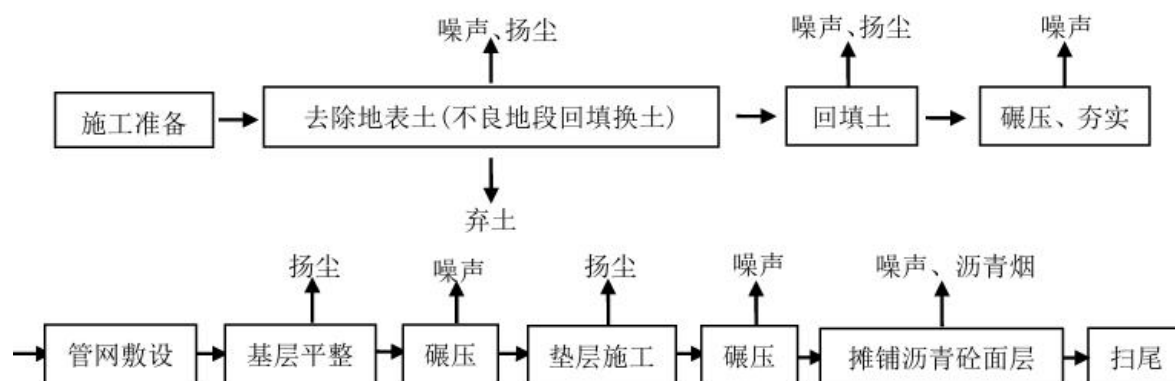 噪声、扬尘
噪声、扬尘
噪声
施工准备
去除地表土(不良地段回填换土)
回填土
碾压、夯实
弃土
扬尘
噪声
扬尘
噪声
噪声、沥青烟
管网敷设
基层平整
碾压
垫层施工
碾压
摊铺沥青砼面层
扫尾